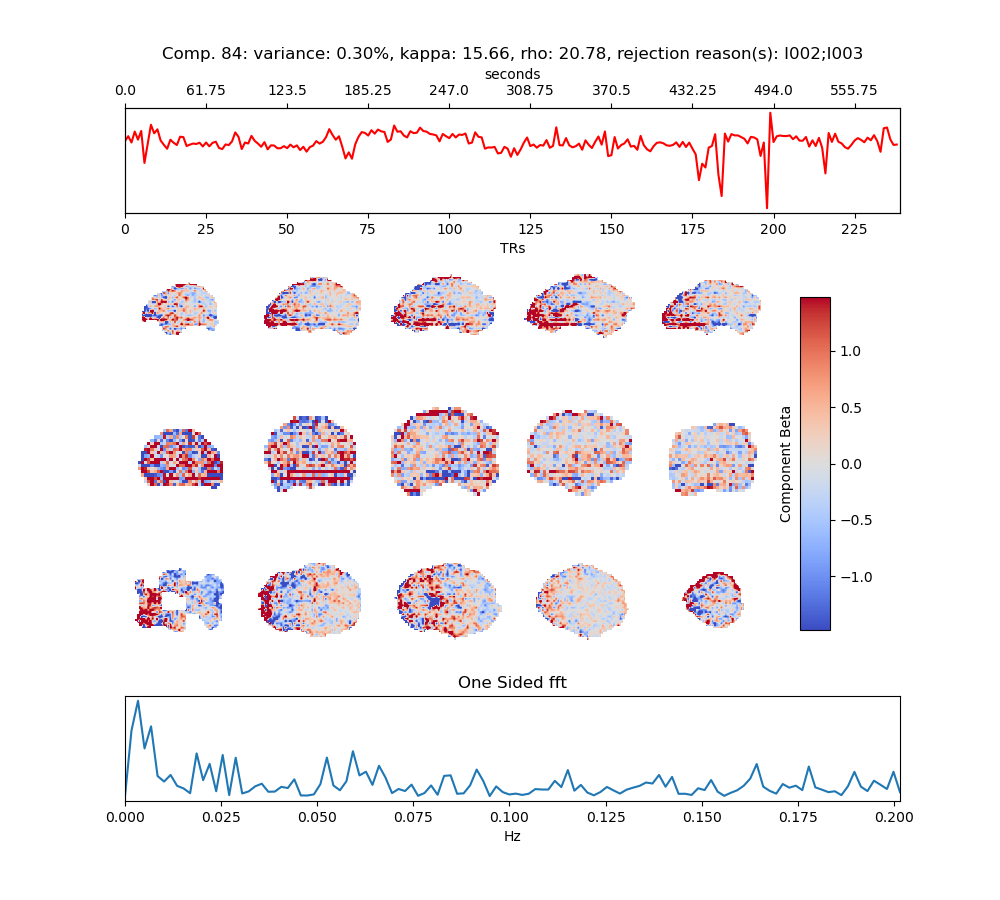 Comp. 84: variance: 0.30%, kappa: 15.66, rho: 20.78, rejection reason(s): I002;I003
seconds
0.0 61.75 123.5 185.25 247.0 308.75 370.5 432.25 494.0 555.75
0 25 50 75 100 125 150 175 200 225
TRs
Component Beta
1.0
0.5
0.0
−0.5
−1.0
One Sided fft
0.000 0.025 0.050 0.075 0.100 0.125 0.150 0.175 0.200
Hz